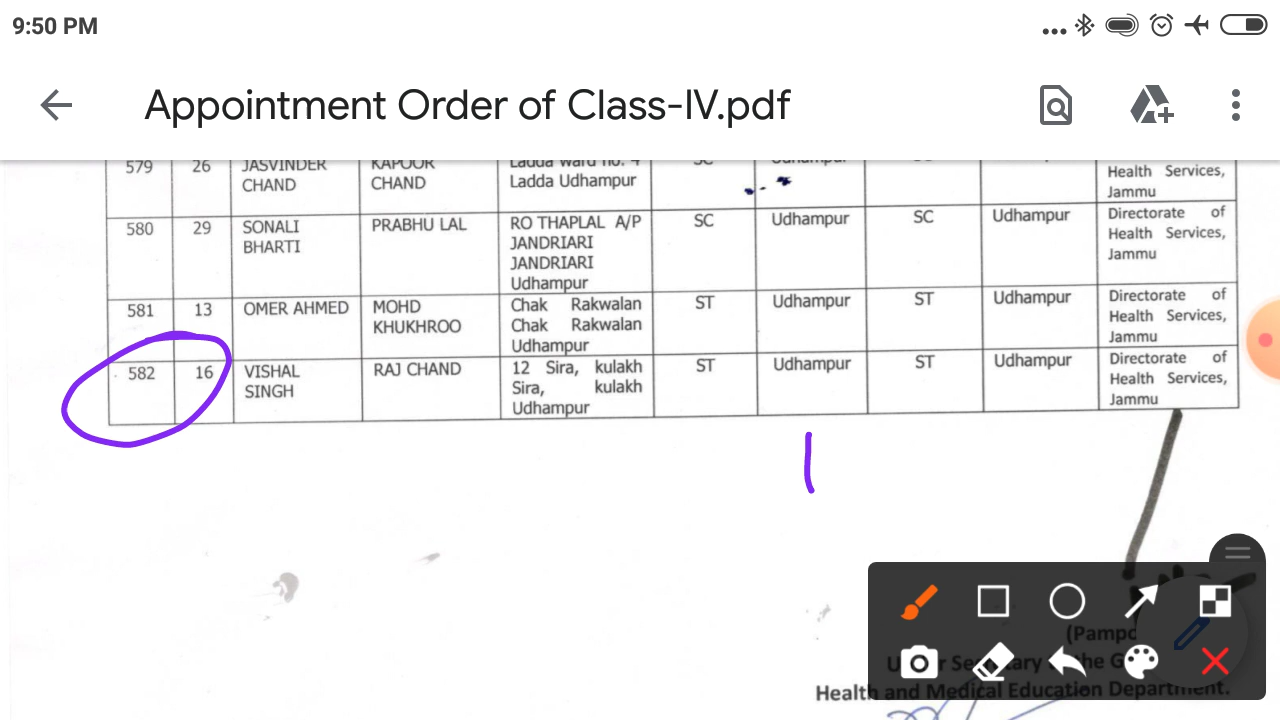 9:50 PM
Appointment Order of Class-IV.pdf
579 26 JASVINDER CHAND KAPOOR CHAND Ladda Ward no. 4 Ladda Udhampur SC Udhampur Health Services, Jammu
580 29 SONALI BHARTI PRABHU LAL RO THAPLAL A/P JANDRIARI JANDRIARI Udhampur SC Udhampur SC Udhampur Directorate of Health Services, Jammu
581 13 OMER AHMED MOHD KHUKHROO Chak Rakwalan Chak Rakwalan Udhampur ST Udhampur ST Udhampur Directorate of Health Services, Jammu
582 16 VISHAL SINGH RAJ CHAND 12 Sira, kulakh Sira, kulakh Udhampur ST Udhampur ST Udhampur Directorate of Health Services, Jammu
Health and Medical Education Department.